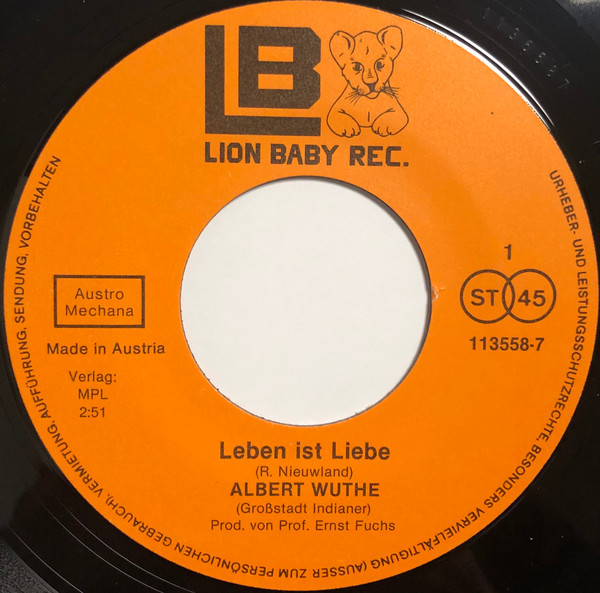 LB
LION BABY REC.
URHEBER- UND LEISTUNGSSCHUTZRECHTE, BESONDERS VERVIELFÄLTIGUNG (AUSSER ZUM PERSÖNLICHEN GEBRAUCH), VERMIETUNG, AUFFÜHRUNG, SENDUNG, VORBEHALTEN
Austro
Mechana
Made in Austria
Verlag:
MPL
2:51
1
ST 45
113558-7
Leben ist Liebe
(R. Nieuwland)
ALBERT WUTHE
(Großstadt Indianer)
Prod. von Prof. Ernst Fuchs